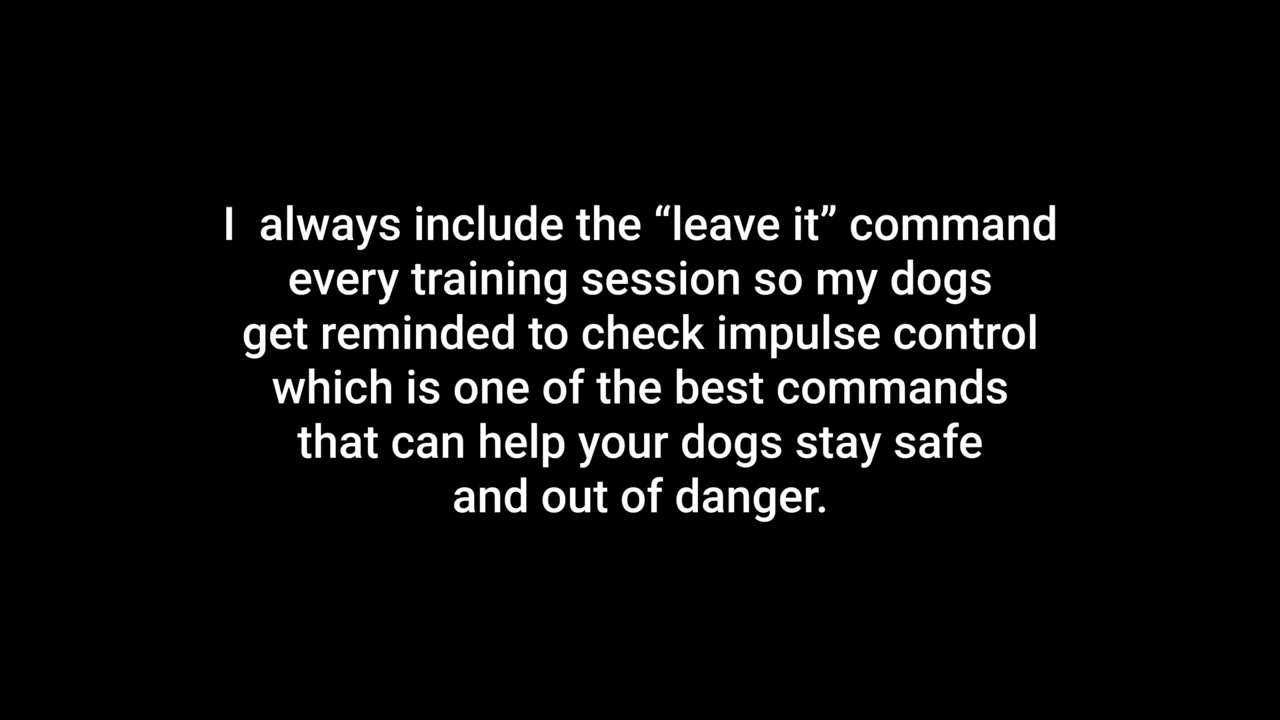 I  always include the “leave it” command
every training session so my dogs
get reminded to check impulse control
which is one of the best commands
that can help your dogs stay safe
and out of danger.